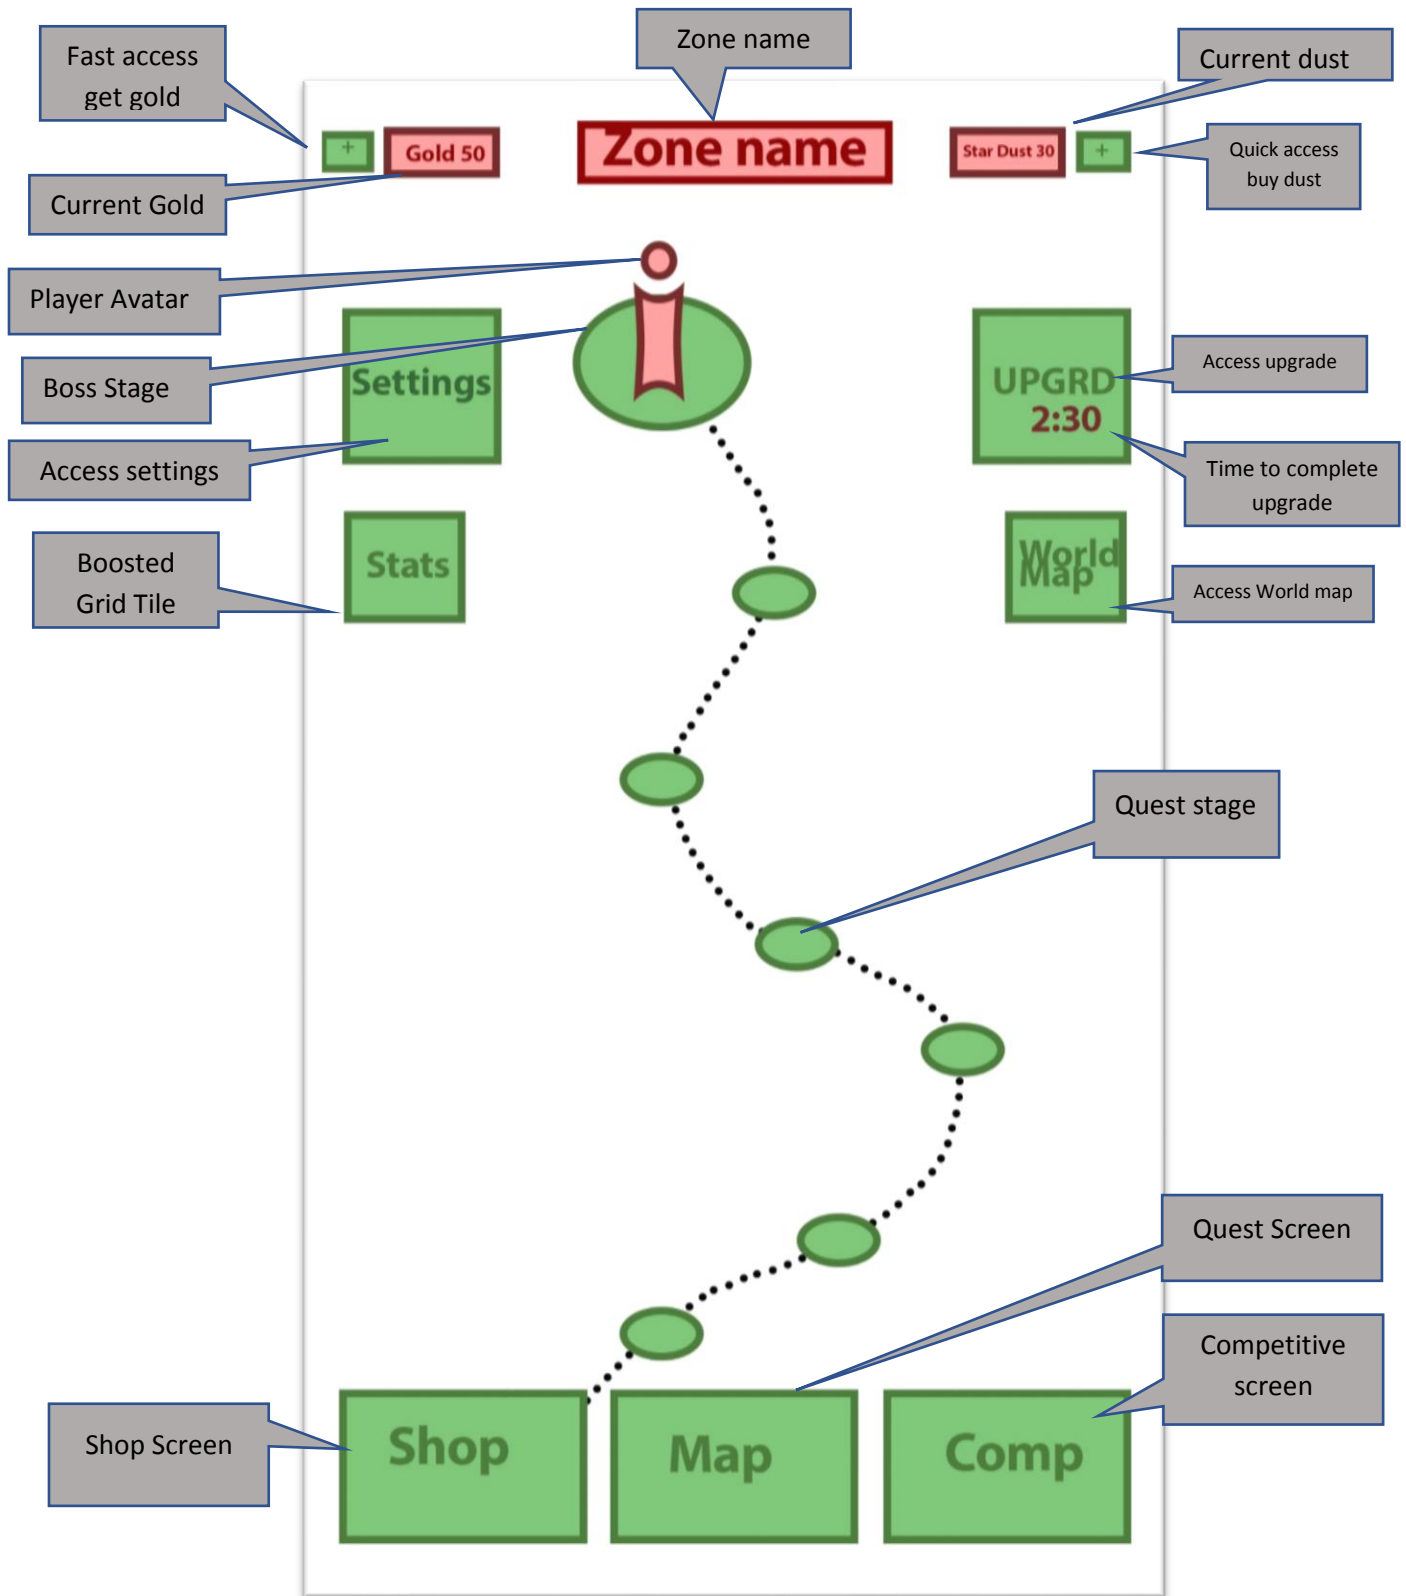 Zone name
Fast access
get gold
Current dust
+
Gold 50
Zone name
Star Dust 30
+
Quick access
buy dust
Current Gold
Player Avatar
Boss Stage
Settings
UPGRD
2:30
Access upgrade
Access settings
Time to complete
upgrade
Boosted
Grid Tile
Stats
World
Map
Access World map
Quest stage
Quest Screen
Competitive
screen
Shop Screen
Shop
Map
Comp